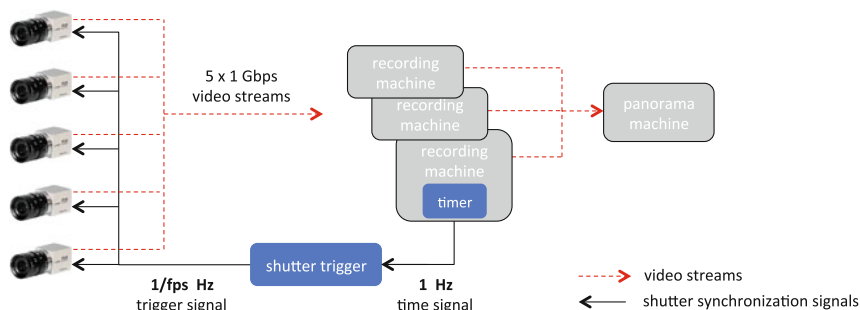 5 x 1 Gbps
video streams
recording
machine
recording
machine
recording
machine
timer
panorama
machine
shutter trigger
1/fps Hz
trigger signal
1 Hz
time signal
video streams
shutter synchronization signals